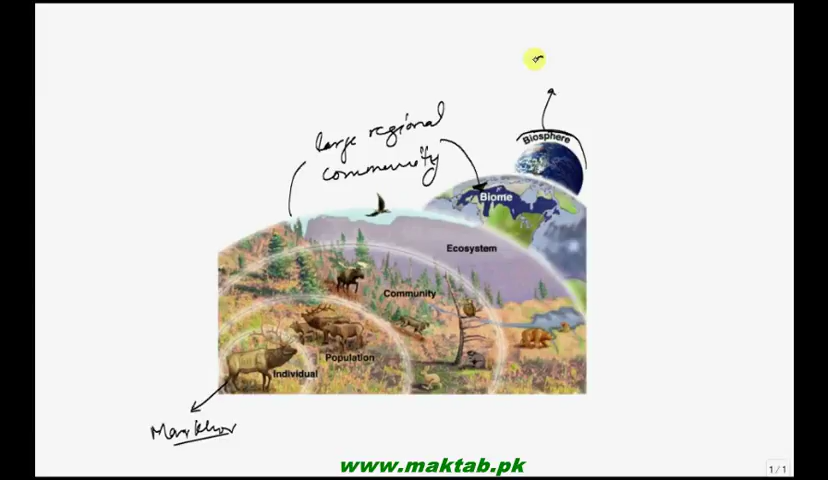 large regional
community
Biosphere
Biome
Ecosystem
Community
Population
Individual
Markhor
www.maktab.pk
1/1